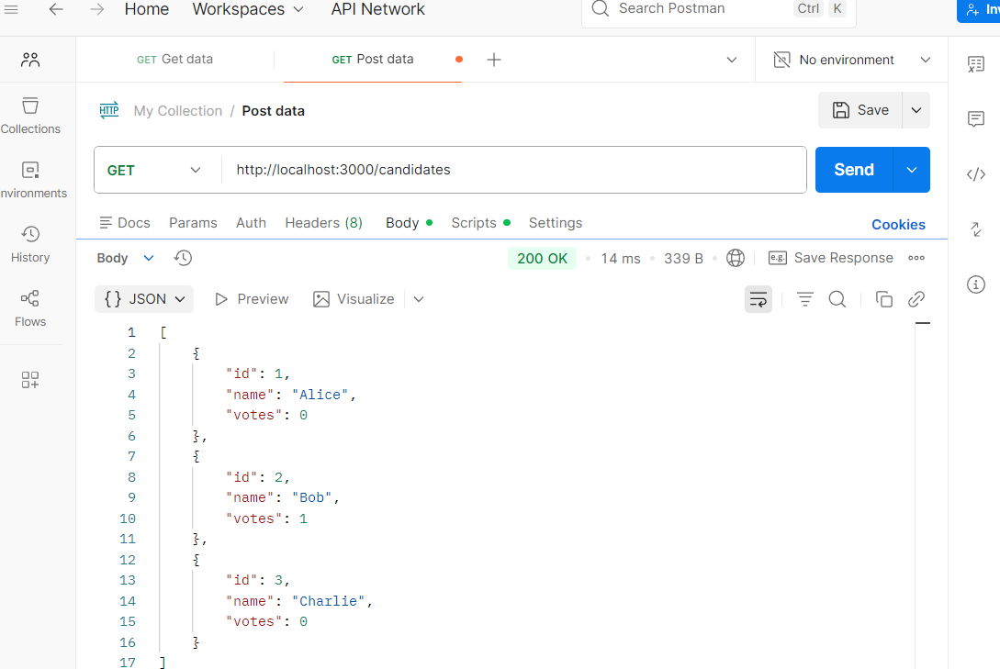 Home Workspaces API Network Search Postman Ctrl K Inv
GET Get data GET Post data No environment
HTTP My Collection / Post data Save
Collections
GET http://localhost:3000/candidates Send
nvironments
Docs Params Auth Headers (8) Body Scripts Settings Cookies
History
Body 200 OK 14 ms 339 B e.g. Save Response
{} JSON Preview Visualize
Flows
1 [
2 {
3 "id": 1,
4 "name": "Alice",
5 "votes": 0
6 },
7 {
8 "id": 2,
9 "name": "Bob",
10 "votes": 1
11 },
12 {
13 "id": 3,
14 "name": "Charlie",
15 "votes": 0
16 }
17 ]